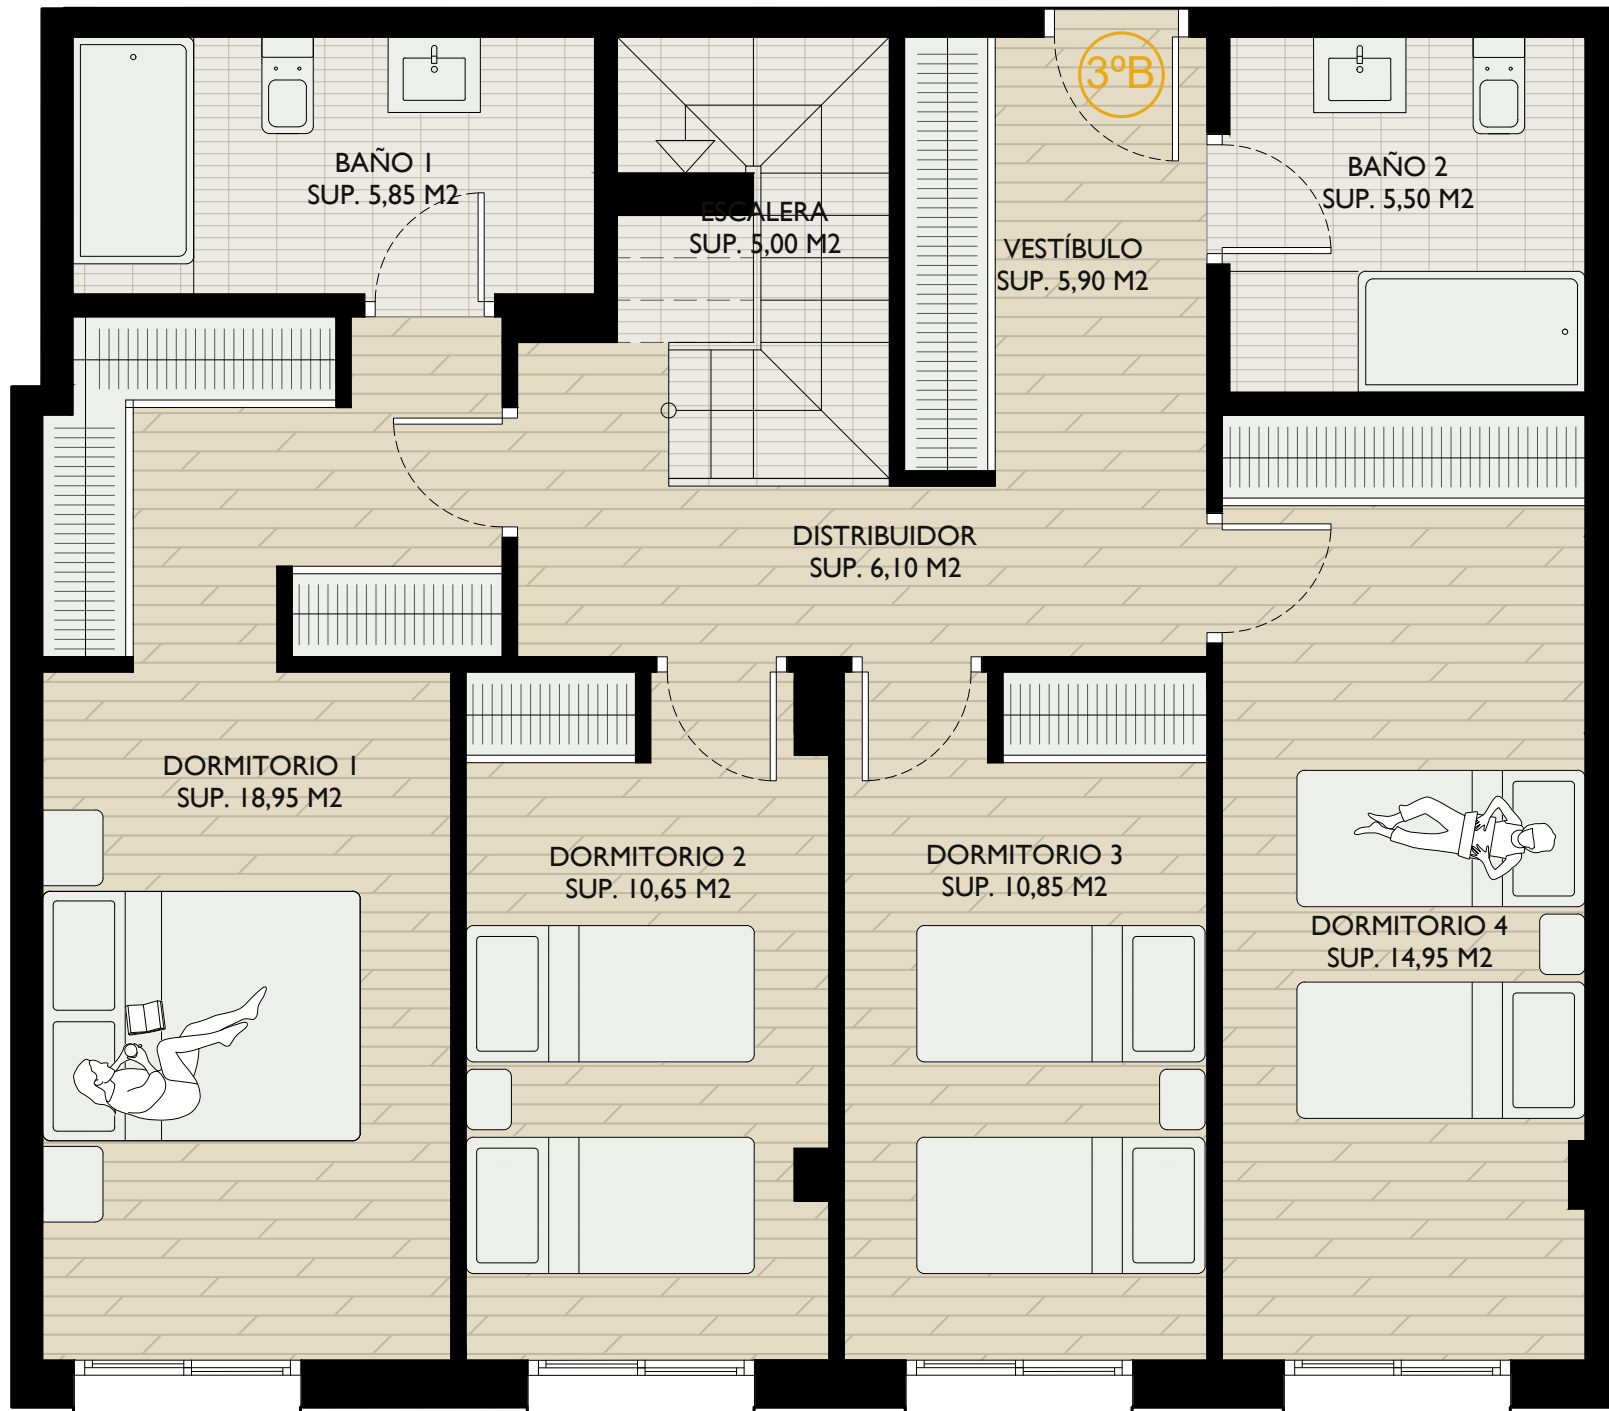 3ºB
BAÑO 1
SUP. 5,85 M2
BAÑO 2
SUP. 5,50 M2
ESCALERA
SUP. 5,00 M2
VESTÍBULO
SUP. 5,90 M2
DISTRIBUIDOR
SUP. 6,10 M2
DORMITORIO 1
SUP. 18,95 M2
DORMITORIO 2
SUP. 10,65 M2
DORMITORIO 3
SUP. 10,85 M2
DORMITORIO 4
SUP. 14,95 M2